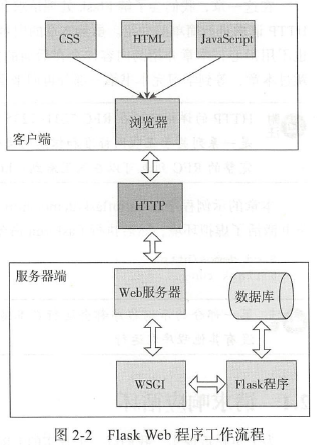 CSS HTML JavaScript
浏览器
客户端
HTTP
服务器端
Web服务器 数据库
WSGI Flask程序
图 2-2 Flask Web 程序工作流程